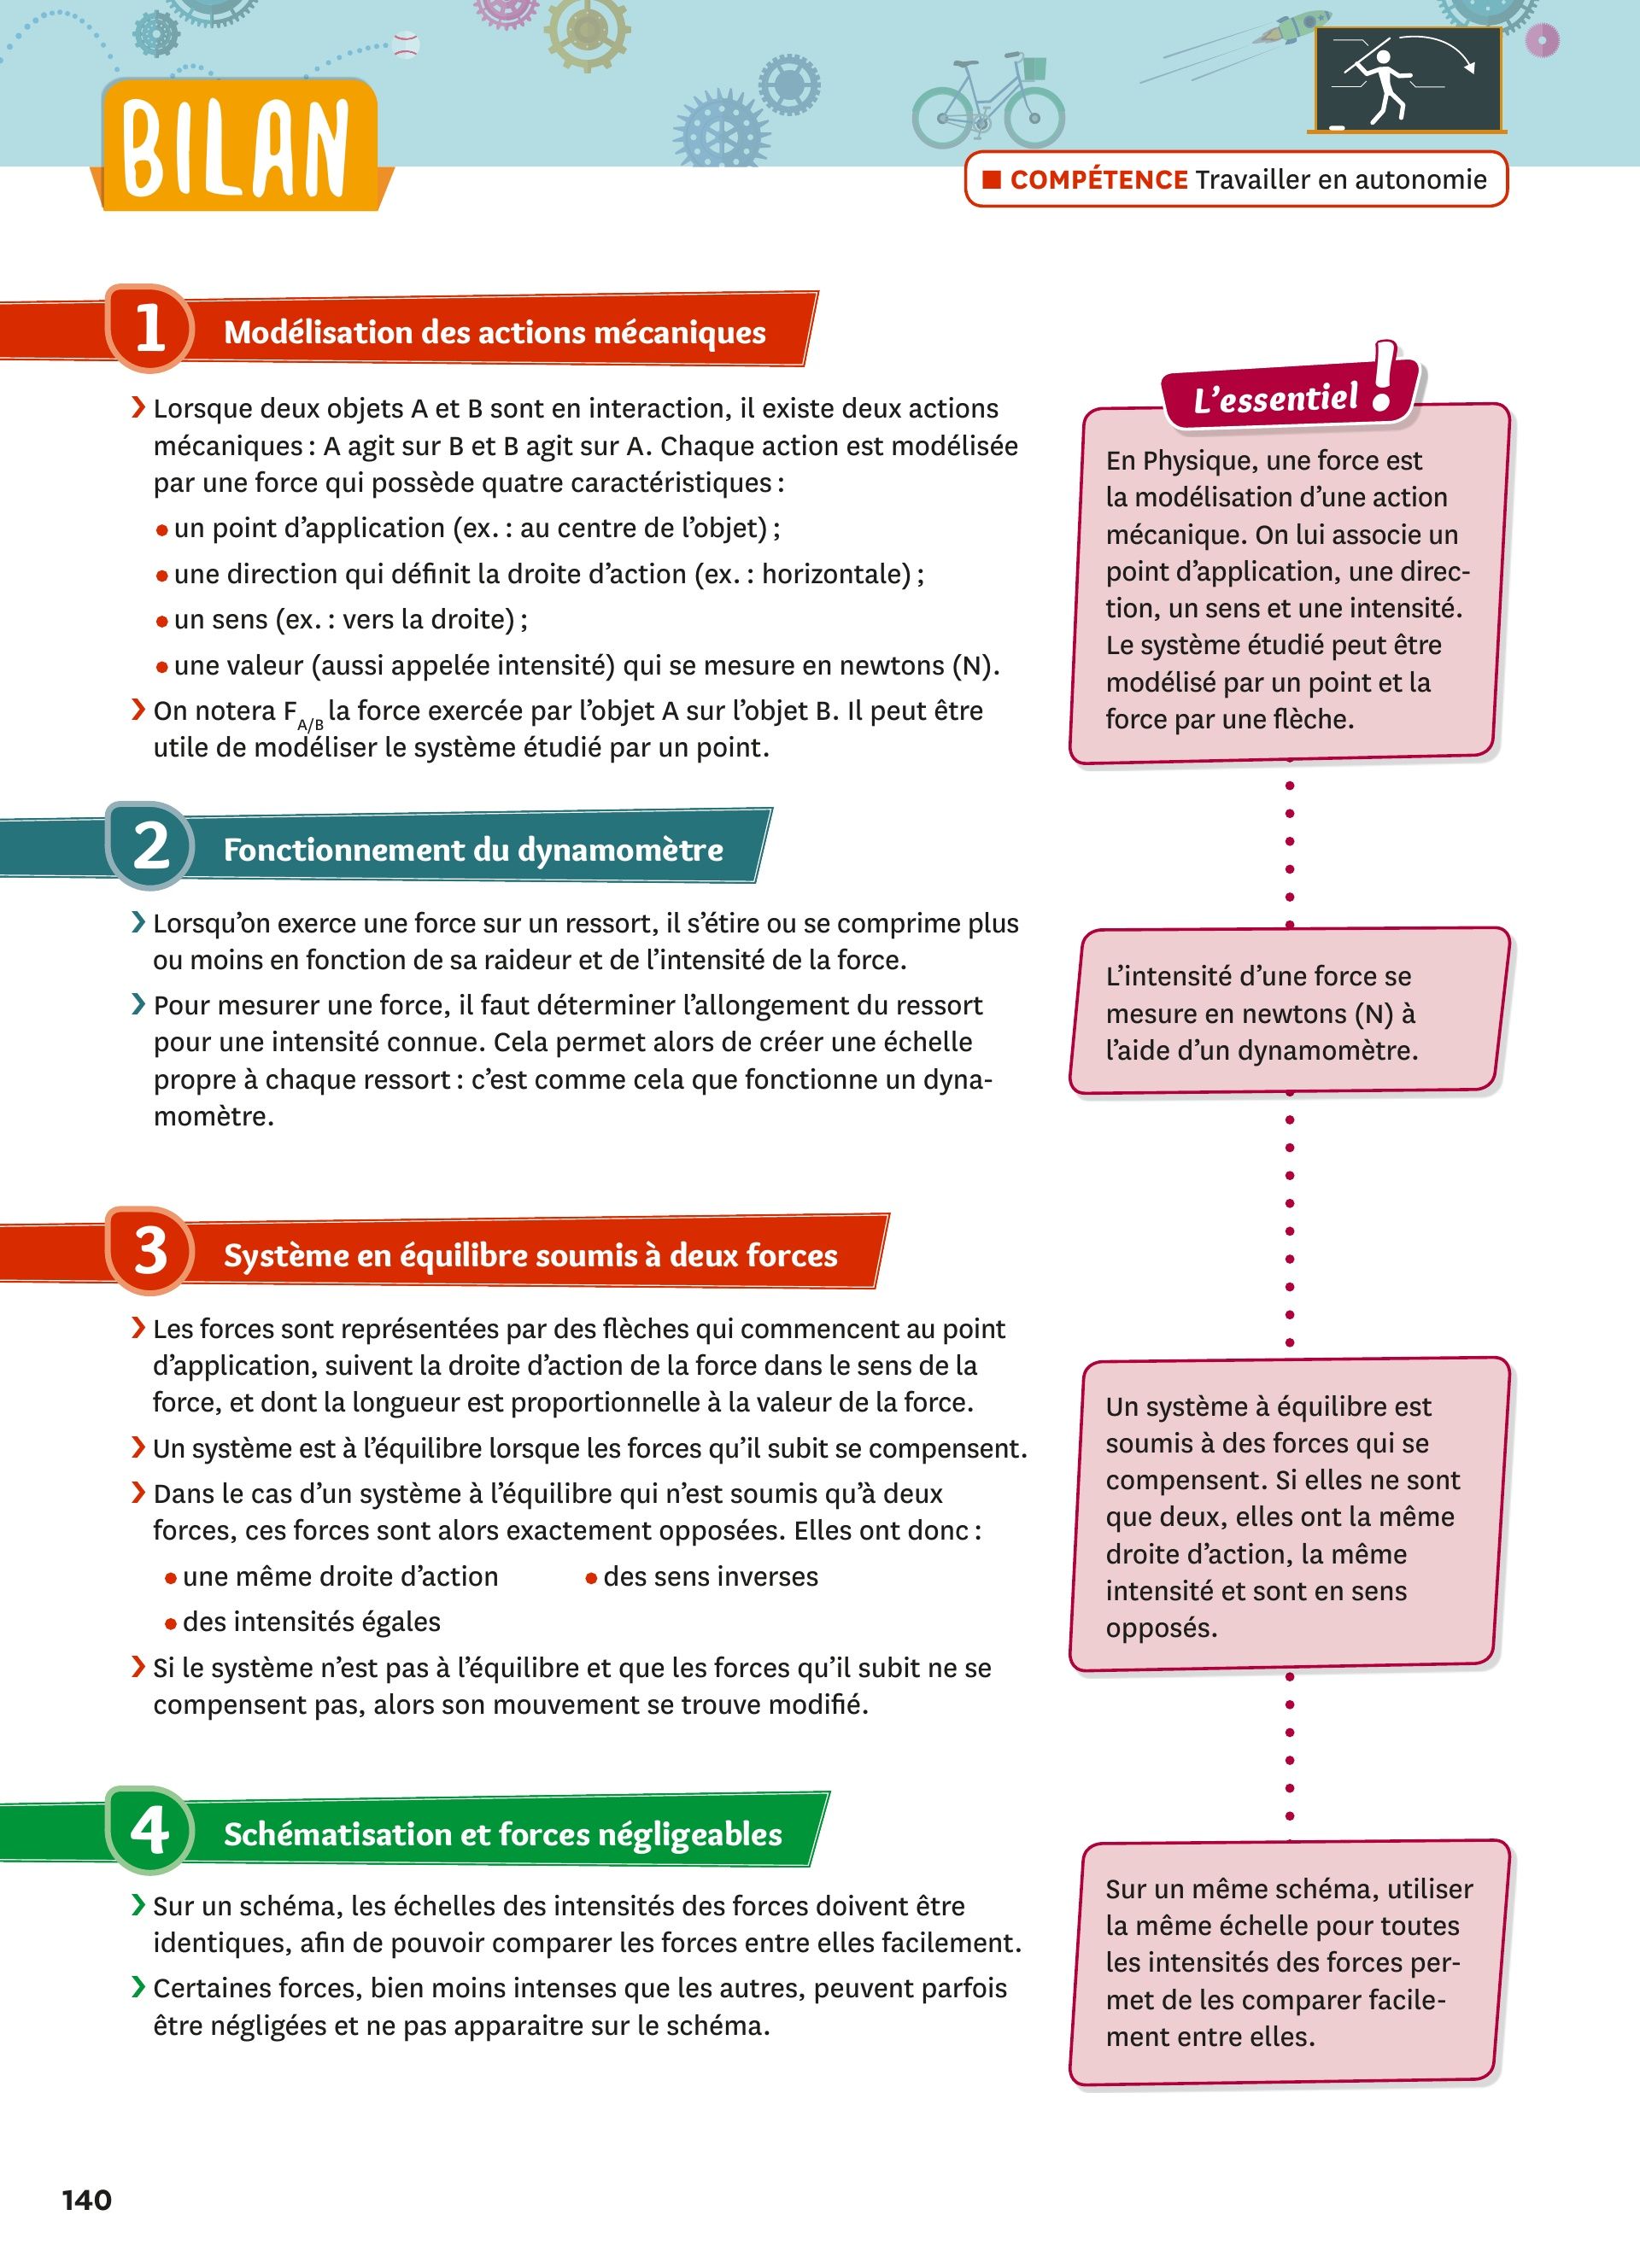 BILAN
■ COMPÉTENCE Travailler en autonomie
1 Modélisation des actions mécaniques
› Lorsque deux objets A et B sont en interaction, il existe deux actions
mécaniques : A agit sur B et B agit sur A. Chaque action est modélisée
par une force qui possède quatre caractéristiques :
• un point d’application (ex. : au centre de l’objet) ;
• une direction qui définit la droite d’action (ex. : horizontale) ;
• un sens (ex. : vers la droite) ;
• une valeur (aussi appelée intensité) qui se mesure en newtons (N).
› On notera F A/B la force exercée par l’objet A sur l’objet B. Il peut être
utile de modéliser le système étudié par un point.
L’essentiel !
En Physique, une force est
la modélisation d’une action
mécanique. On lui associe un
point d’application, une direc-
tion, un sens et une intensité.
Le système étudié peut être
modélisé par un point et la
force par une flèche.
2 Fonctionnement du dynamomètre
› Lorsqu’on exerce une force sur un ressort, il s’étire ou se comprime plus
ou moins en fonction de sa raideur et de l’intensité de la force.
› Pour mesurer une force, il faut déterminer l’allongement du ressort
pour une intensité connue. Cela permet alors de créer une échelle
propre à chaque ressort : c’est comme cela que fonctionne un dyna-
momètre.
L’intensité d’une force se
mesure en newtons (N) à
l’aide d’un dynamomètre.
3 Système en équilibre soumis à deux forces
› Les forces sont représentées par des flèches qui commencent au point
d’application, suivent la droite d’action de la force dans le sens de la
force, et dont la longueur est proportionnelle à la valeur de la force.
› Un système est à l’équilibre lorsque les forces qu’il subit se compensent.
› Dans le cas d’un système à l’équilibre qui n’est soumis qu’à deux
forces, ces forces sont alors exactement opposées. Elles ont donc :
• une même droite d’action • des sens inverses
• des intensités égales
› Si le système n’est pas à l’équilibre et que les forces qu’il subit ne se
compensent pas, alors son mouvement se trouve modifié.
Un système à équilibre est
soumis à des forces qui se
compensent. Si elles ne sont
que deux, elles ont la même
droite d’action, la même
intensité et sont en sens
opposés.
4 Schématisation et forces négligeables
› Sur un schéma, les échelles des intensités des forces doivent être
identiques, afin de pouvoir comparer les forces entre elles facilement.
› Certaines forces, bien moins intenses que les autres, peuvent parfois
être négligées et ne pas apparaitre sur le schéma.
Sur un même schéma, utiliser
la même échelle pour toutes
les intensités des forces per-
met de les comparer facile-
ment entre elles.
140